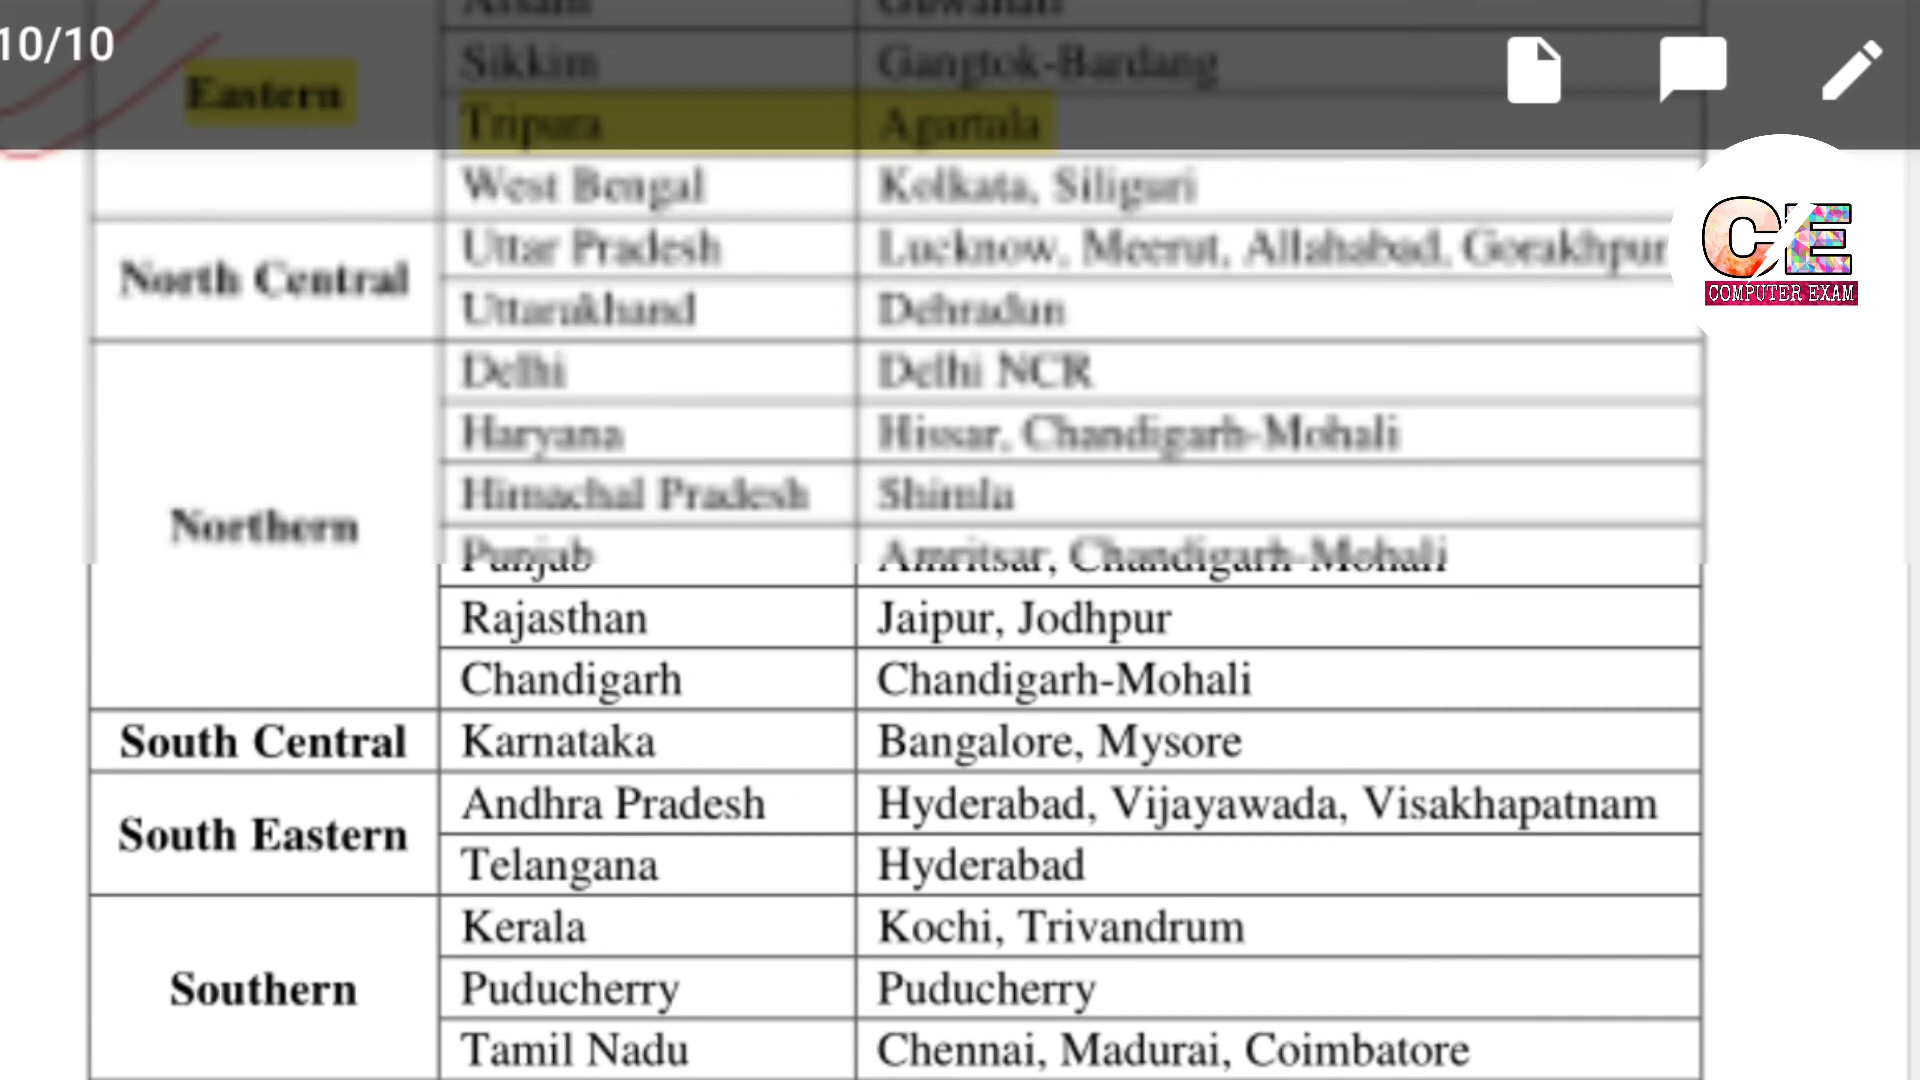 10/10
Assam Guwahati
Sikkim Gangtok-Bardang
Eastern
Tripura Agartala
West Bengal Kolkata, Siliguri
Uttar Pradesh Lucknow, Meerut, Allahabad, Gorakhpur
North Central
Uttarakhand Dehradun
Delhi Delhi NCR
Haryana Hissar, Chandigarh-Mohali
Himachal Pradesh Shimla
Northern
Punjab Amritsar, Chandigarh-Mohali
Rajasthan Jaipur, Jodhpur
Chandigarh Chandigarh-Mohali
South Central Karnataka Bangalore, Mysore
Andhra Pradesh Hyderabad, Vijayawada, Visakhapatnam
South Eastern
Telangana Hyderabad
Kerala Kochi, Trivandrum
Southern Puducherry Puducherry
Tamil Nadu Chennai, Madurai, Coimbatore
CE
COMPUTER EXAM